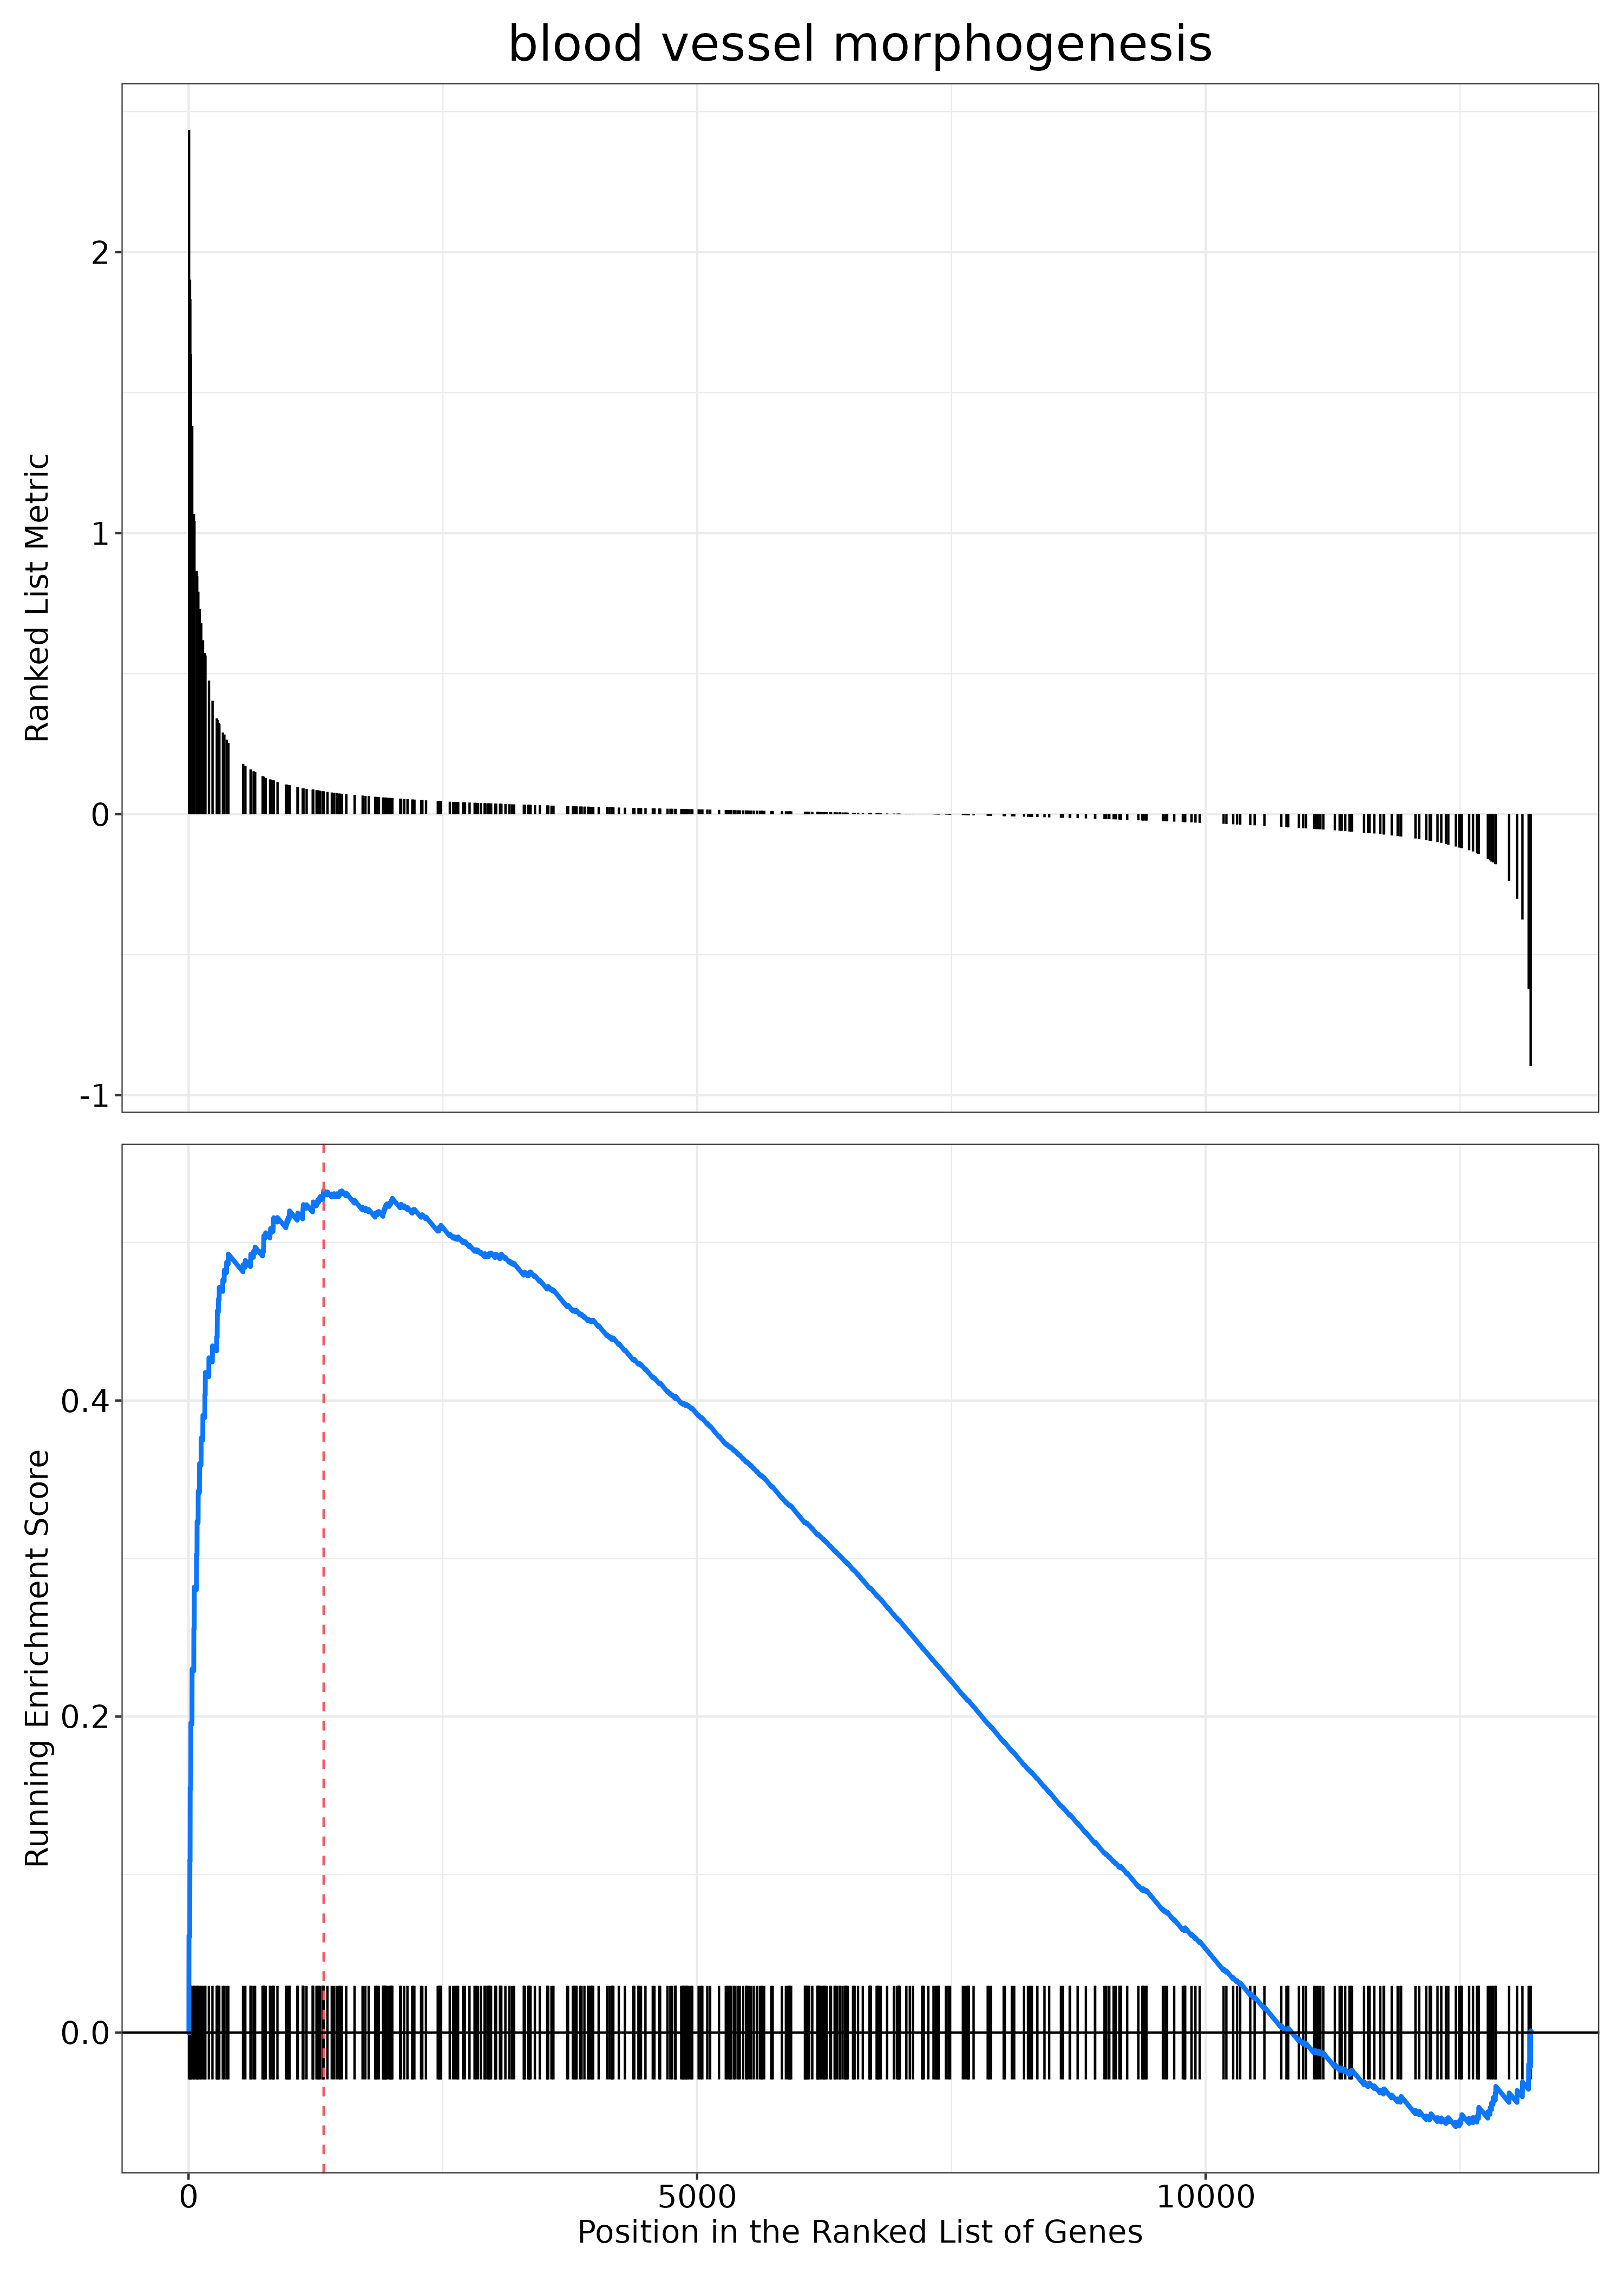 blood vessel morphogenesis
Ranked List Metric
2
1
0
-1
Running Enrichment Score
0.4
0.2
0.0
0 5000 10000
Position in the Ranked List of Genes